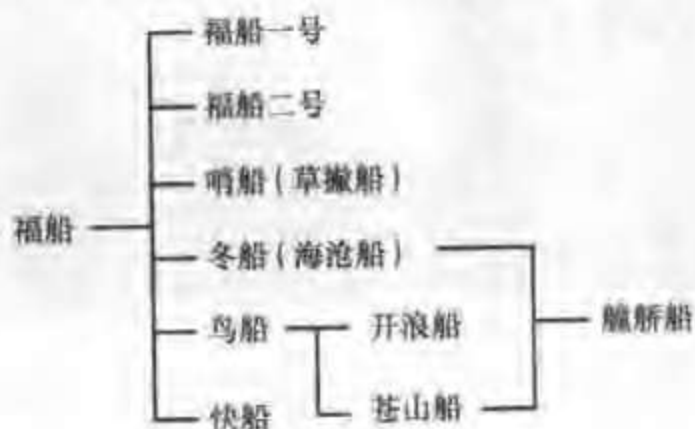 福船一号
福船二号
哨船(草撇船)
福船
冬船(海沧船)
鸟船 开浪船 艟䑠船
快船 苍山船